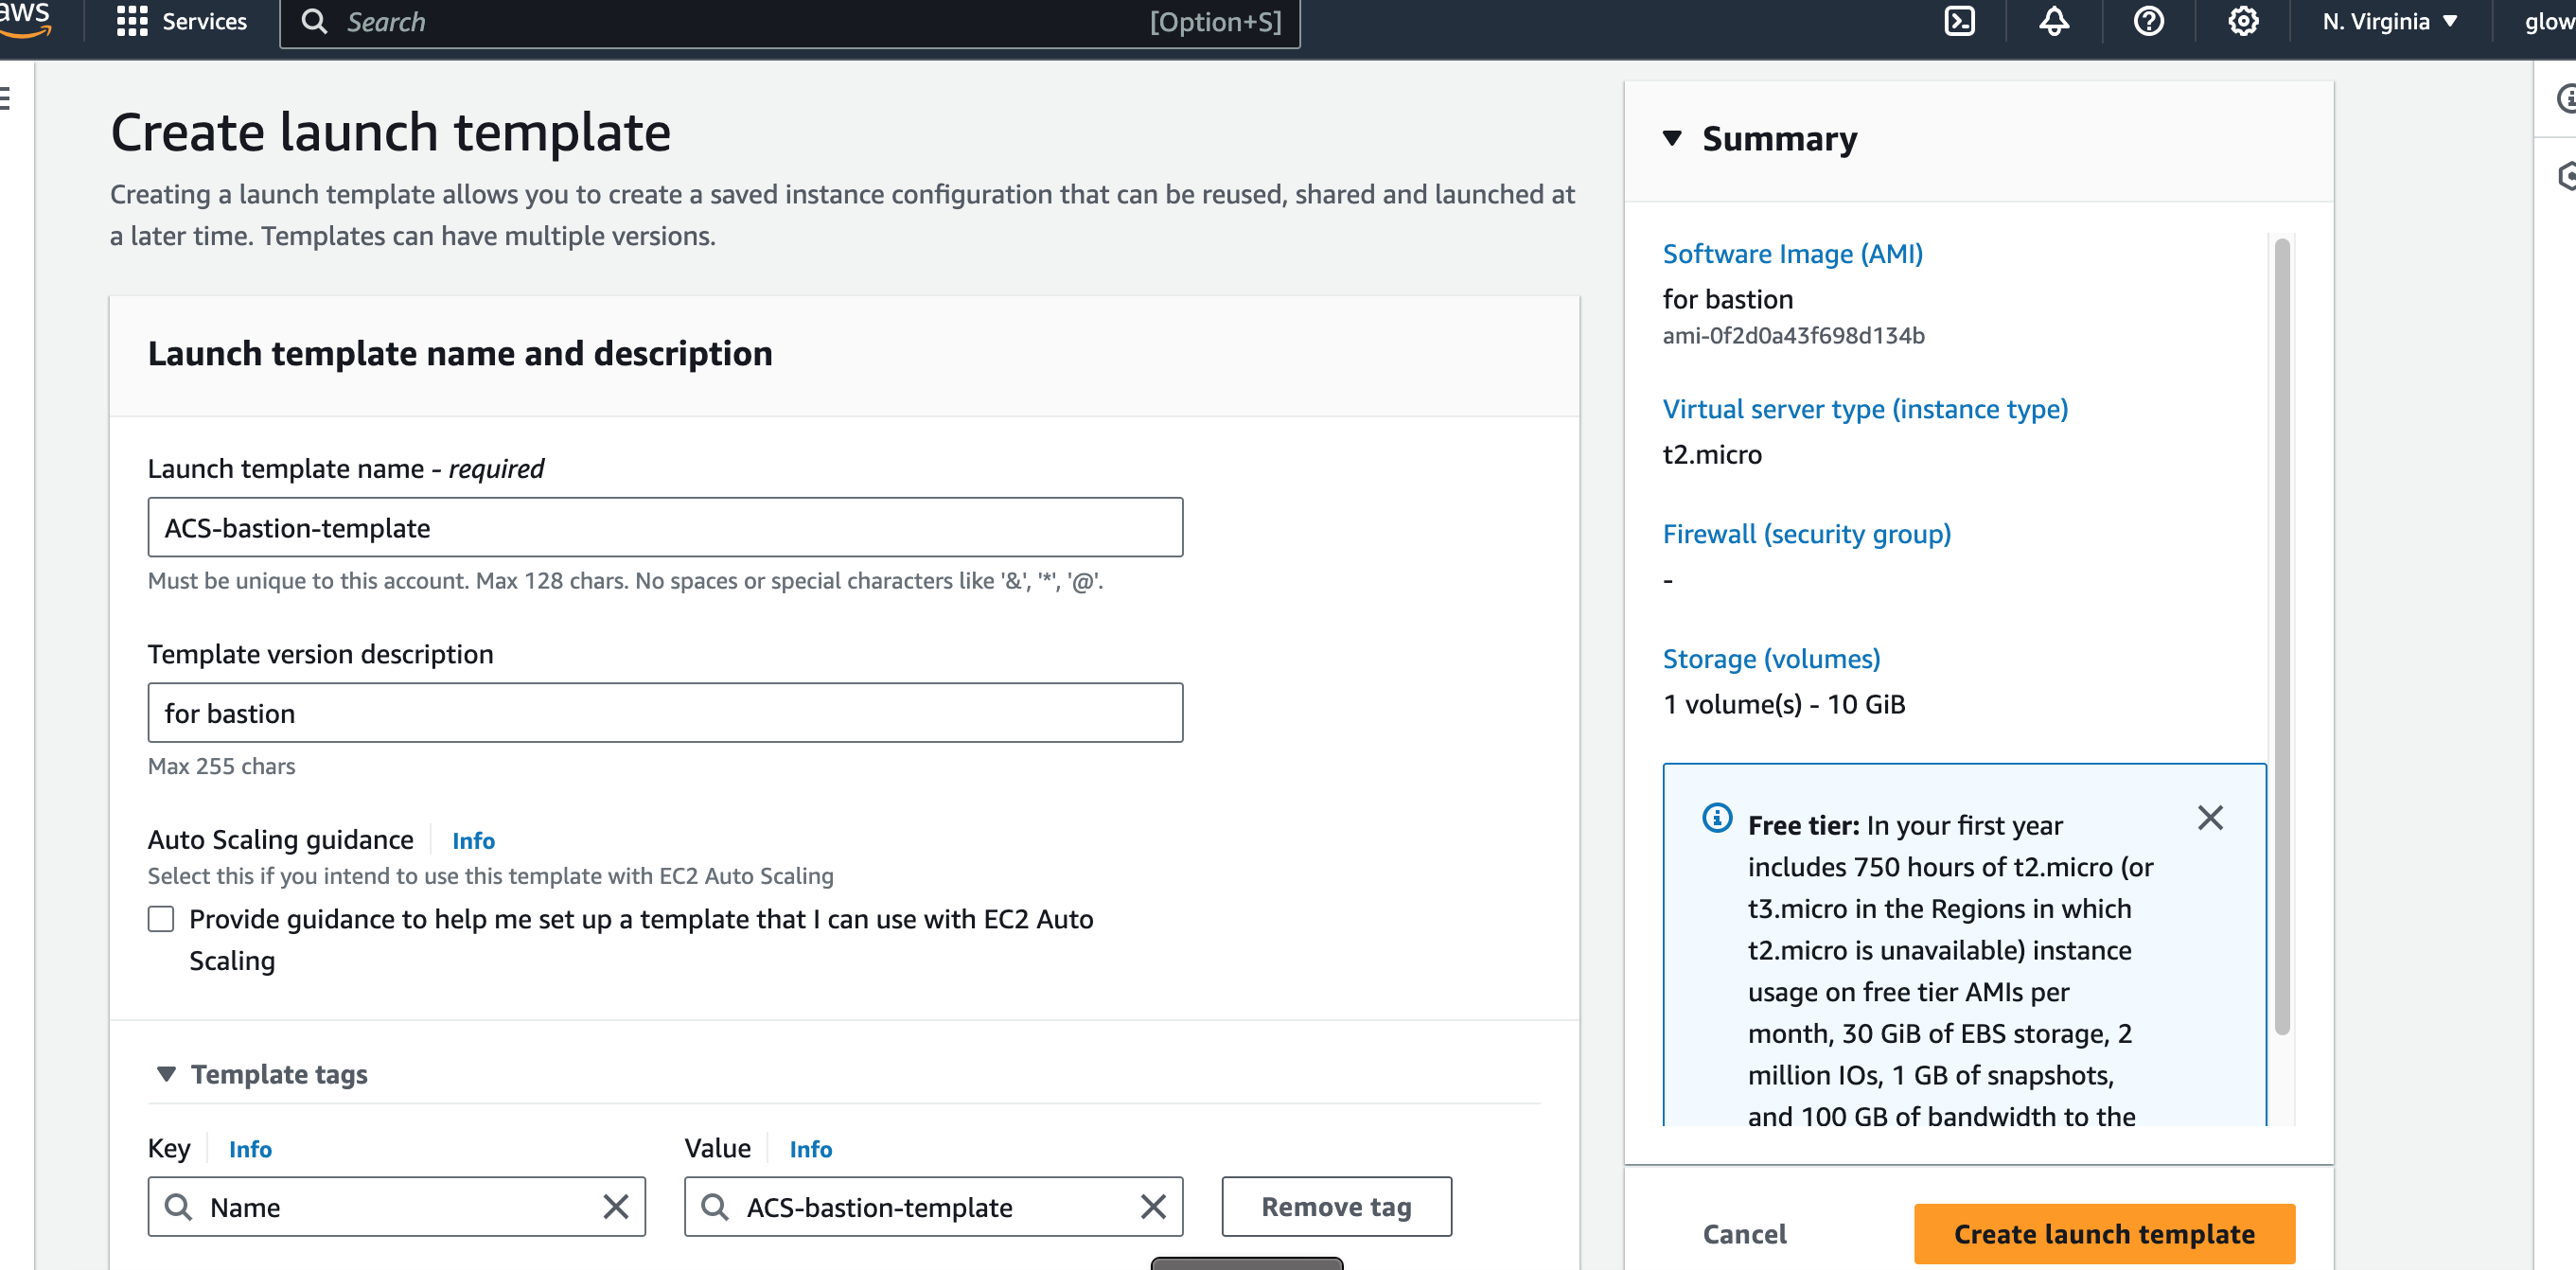 aws
Services
Search [Option+S]
N. Virginia
glow
Create launch template
Creating a launch template allows you to create a saved instance configuration that can be reused, shared and launched at
a later time. Templates can have multiple versions.
Launch template name and description
Launch template name - required
ACS-bastion-template
Must be unique to this account. Max 128 chars. No spaces or special characters like '&', '*', '@'.
Template version description
for bastion
Max 255 chars
Auto Scaling guidance Info
Select this if you intend to use this template with EC2 Auto Scaling
Provide guidance to help me set up a template that I can use with EC2 Auto
Scaling
Template tags
Key Info
Value Info
Name
ACS-bastion-template
Remove tag
Summary
Software Image (AMI)
for bastion
ami-0f2d0a43f698d134b
Virtual server type (instance type)
t2.micro
Firewall (security group)
-
Storage (volumes)
1 volume(s) - 10 GiB
Free tier: In your first year
includes 750 hours of t2.micro (or
t3.micro in the Regions in which
t2.micro is unavailable) instance
usage on free tier AMIs per
month, 30 GiB of EBS storage, 2
million IOs, 1 GB of snapshots,
and 100 GB of bandwidth to the
Cancel
Create launch template